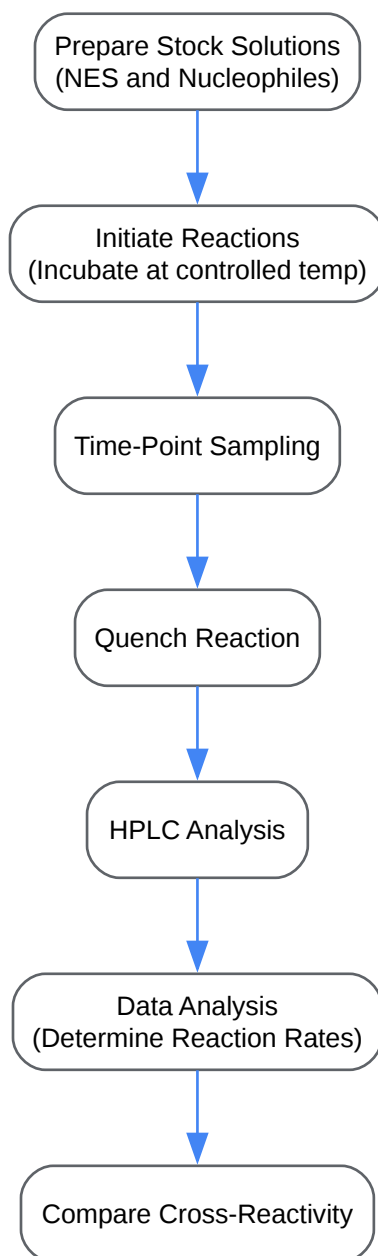 Prepare Stock Solutions
(NES and Nucleophiles)
Initiate Reactions
(Incubate at controlled temp)
Time-Point Sampling
Quench Reaction
HPLC Analysis
Data Analysis
(Determine Reaction Rates)
Compare Cross-Reactivity